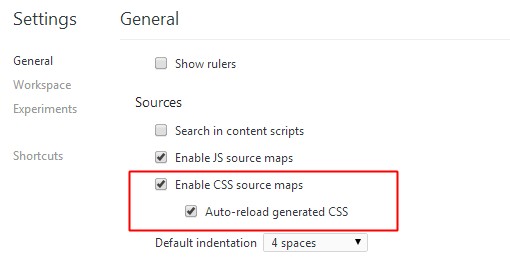 Settings
General
General
Workspace
Experiments
Shortcuts
Show rulers
Sources
Search in content scripts
Enable JS source maps
Enable CSS source maps
Auto-reload generated CSS
Default indentation 4 spaces